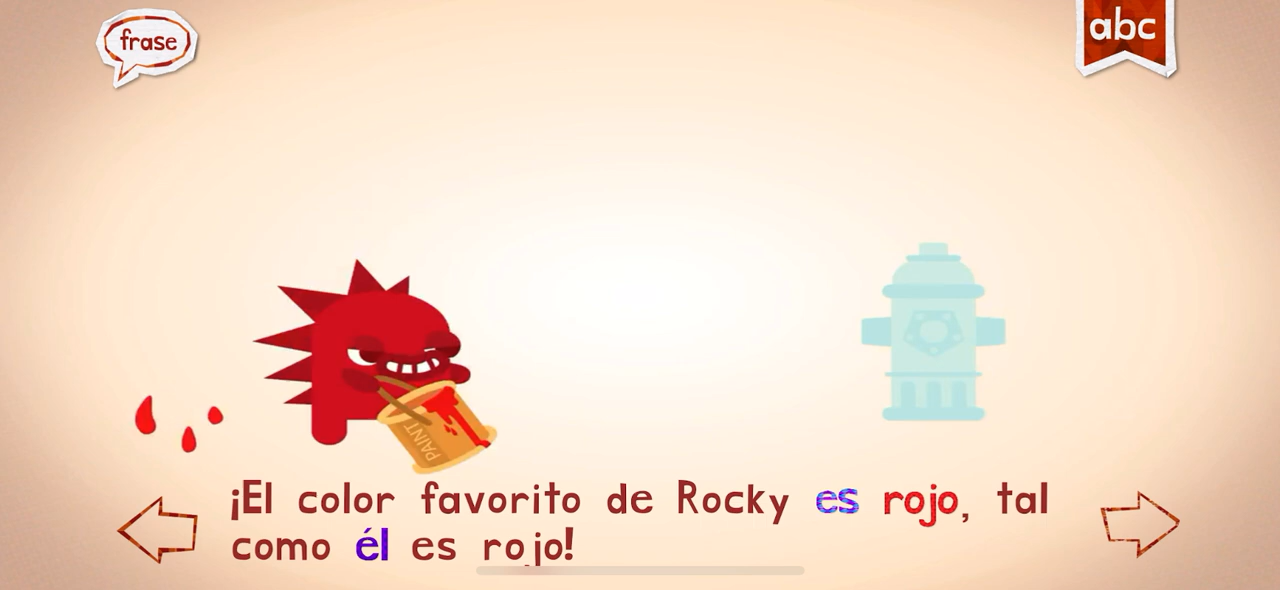 frase
abc
PAINT
¡El color favorito de Rocky es rojo, tal
como él es rojo!